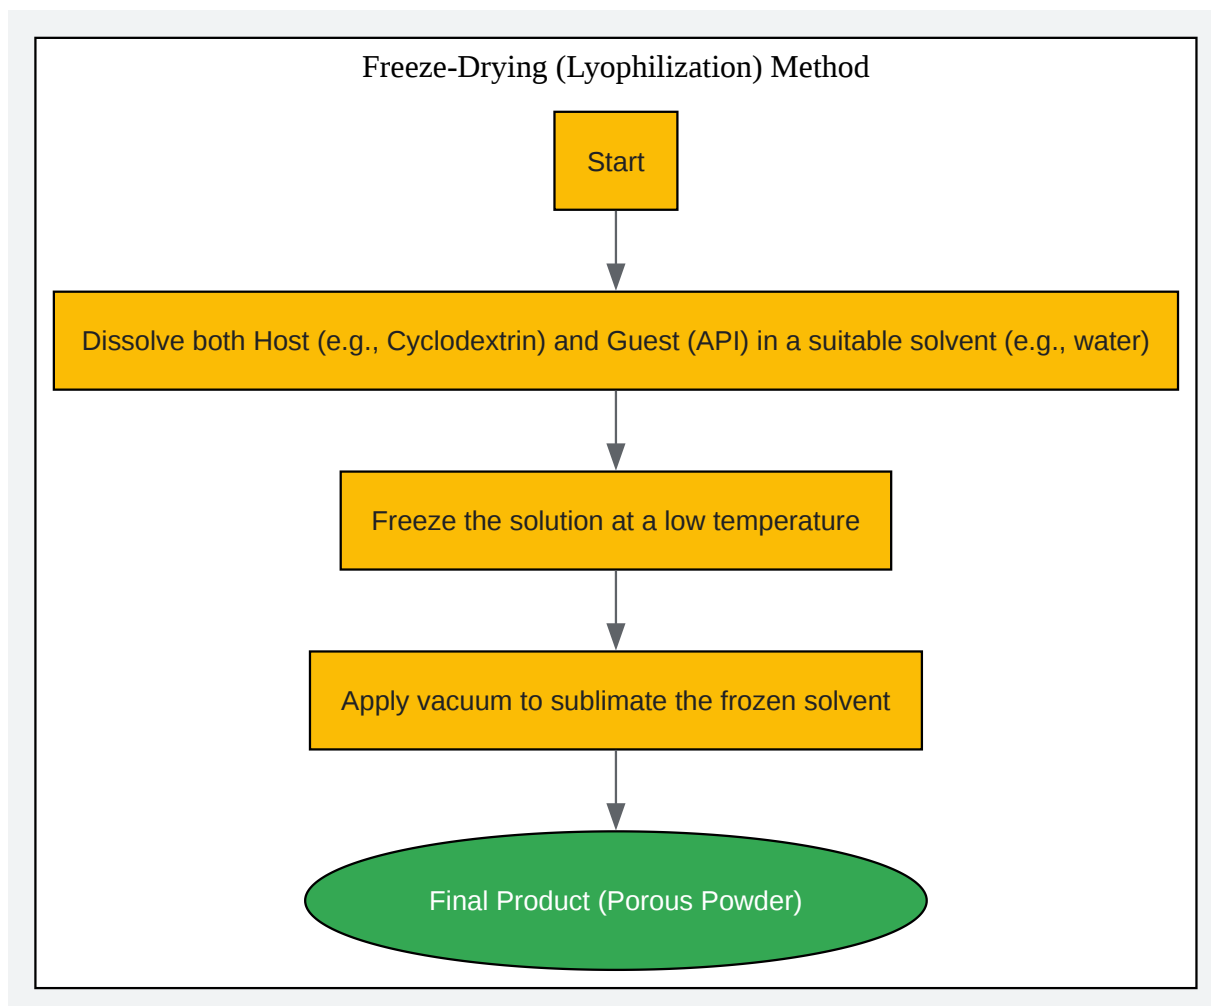 Freeze-Drying (Lyophilization) Method
Start
Dissolve both Host (e.g., Cyclodextrin) and Guest (API) in a suitable solvent (e.g., water)
Freeze the solution at a low temperature
Apply vacuum to sublimate the frozen solvent
Final Product (Porous Powder)